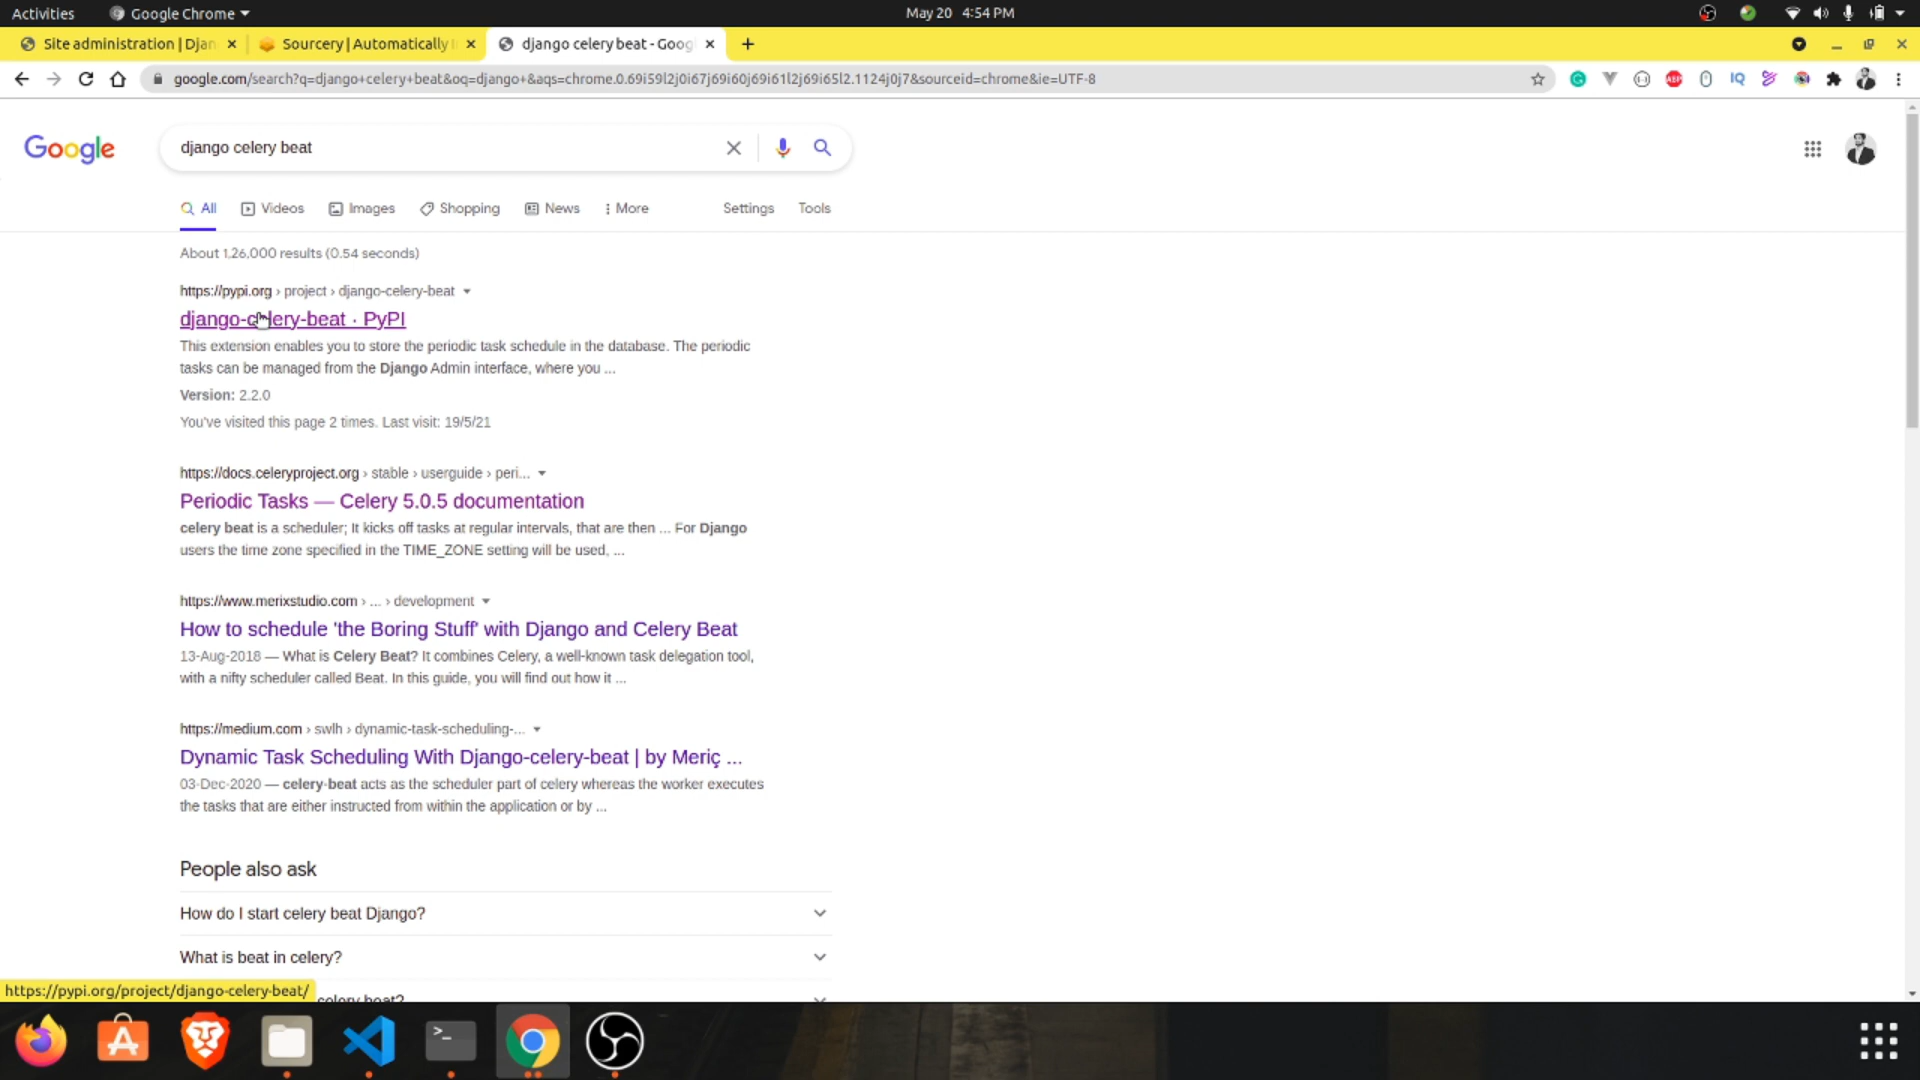 Activities
Google Chrome
May 20 4:54 PM
Site administration | Djan
Sourcery | Automatically
django celery beat - Goog
google.com/search?q=django+celery+beat&oq=django+&aqs=chrome.0.69i59l2j0i67j69i60j69i61l2j69i65l2.1124j0j7&sourceid=chrome&ie=UTF-8
ABP
IQ
Google
django celery beat
All
Videos
Images
Shopping
News
More
Settings
Tools
About 1,26,000 results (0.54 seconds)
https://pypi.org › project › django-celery-beat
django-celery-beat · PyPI
This extension enables you to store the periodic task schedule in the database. The periodic
tasks can be managed from the Django Admin interface, where you ...
Version: 2.2.0
You've visited this page 2 times. Last visit: 19/5/21
https://docs.celeryproject.org › stable › userguide › peri...
Periodic Tasks — Celery 5.0.5 documentation
celery beat is a scheduler; It kicks off tasks at regular intervals, that are then ... For Django
users the time zone specified in the TIME_ZONE setting will be used, ...
https://www.merixstudio.com › ... › development
How to schedule 'the Boring Stuff' with Django and Celery Beat
13-Aug-2018 — What is Celery Beat? It combines Celery, a well-known task delegation tool,
with a nifty scheduler called Beat. In this guide, you will find out how it ...
https://medium.com › swlh › dynamic-task-scheduling-...
Dynamic Task Scheduling With Django-celery-beat | by Meriç ...
03-Dec-2020 — celery-beat acts as the scheduler part of celery whereas the worker executes
the tasks that are either instructed from within the application or by ...
People also ask
How do I start celery beat Django?
What is beat in celery?
celery beat?
https://pypi.org/project/django-celery-beat/